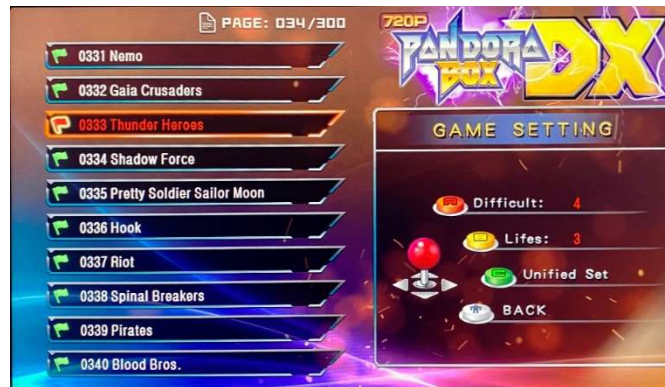 PAGE: 034/300
0331 Nemo
0332 Gaia Crusaders
0333 Thunder Heroes
0334 Shadow Force
0335 Pretty Soldier Sailor Moon
0336 Hook
0337 Riot
0338 Spinal Breakers
0339 Pirates
0340 Blood Bros.
720P
PANDORA BOX DX
GAME SETTING
Difficult: 4
Lifes: 3
Unified Set
BACK